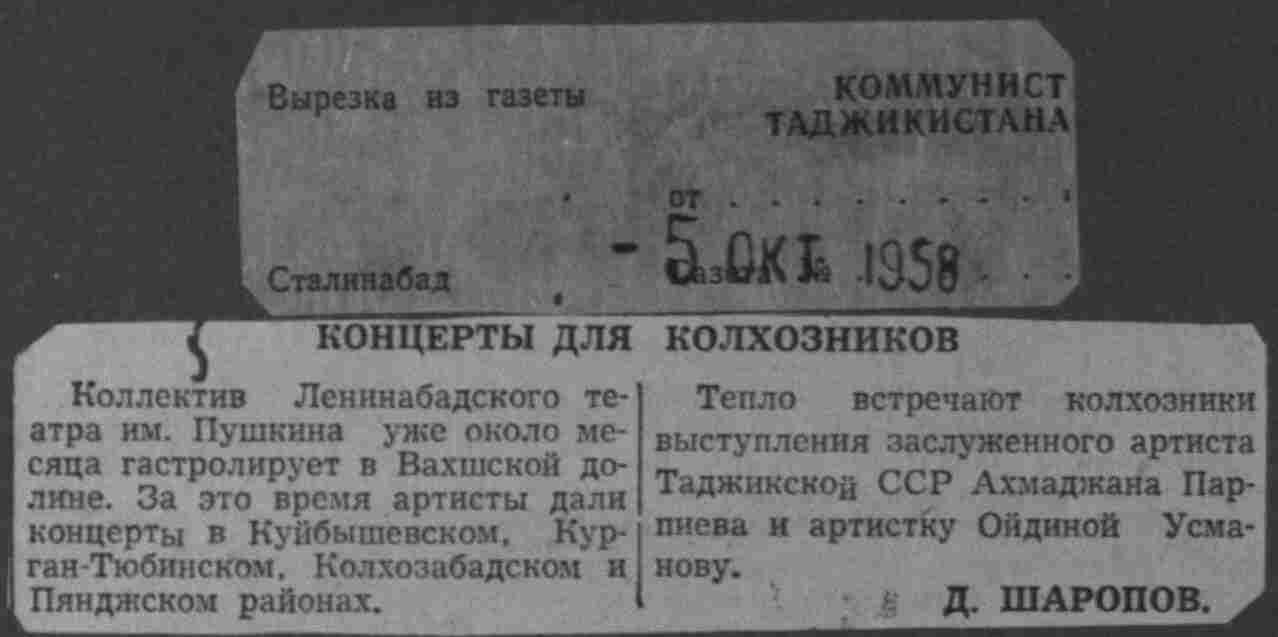 Вырезка из газеты
КОММУНИСТ
ТАДЖИКИСТАНА
от . . . . . . . . .
- 5 ОКТ 1958
Сталинабад
КОНЦЕРТЫ ДЛЯ КОЛХОЗНИКОВ
Коллектив Ленинабадского те-
атра им. Пушкина уже около ме-
сяца гастролирует в Вахшской до-
лине. За это время артисты дали
концерты в Куйбышевском, Кур-
ган-Тюбинском, Колхозабадском и
Пянджском районах.
Тепло встречают колхозники
выступления заслуженного артиста
Таджикской ССР Ахмаджана Пар-
пиева и артистку Ойдиной Усма-
нову.
Д. ШАРОПОВ.